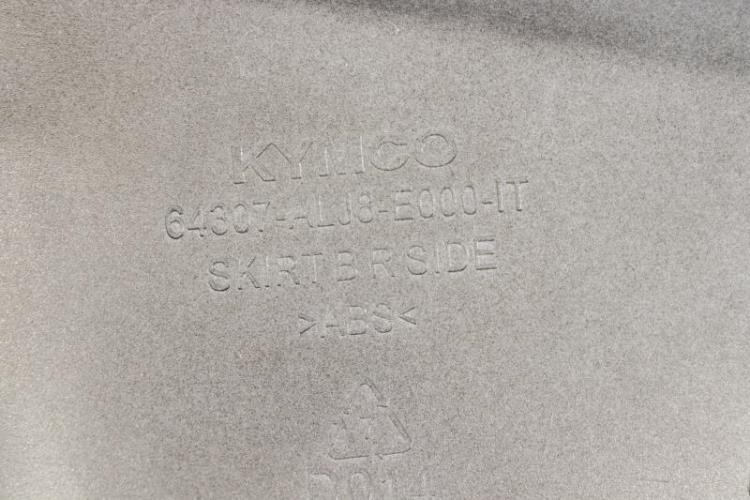 KYMCO
64307-ALJ8-E000-IT
SKIRT B R SIDE
>ABS<